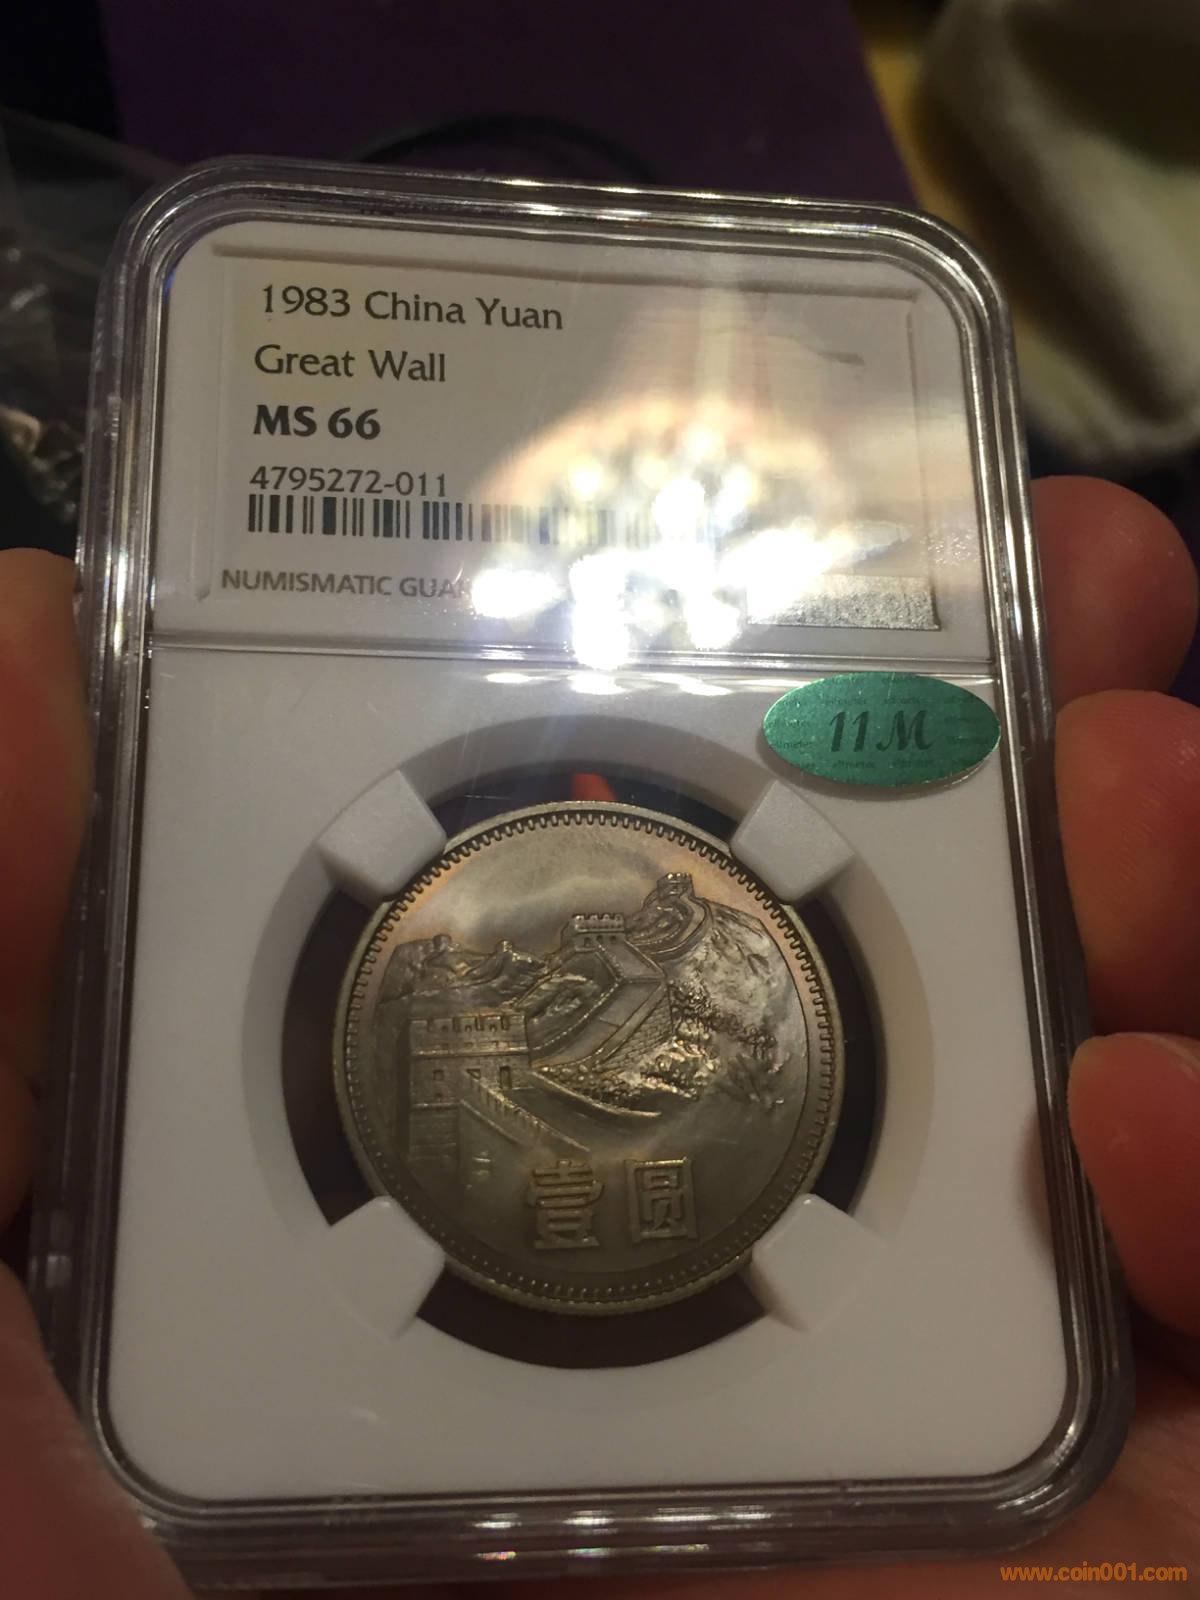 1983 China Yuan
Great Wall
MS 66
4795272-011
NUMISMATIC GUA
11M
壹圆
www.coin001.com